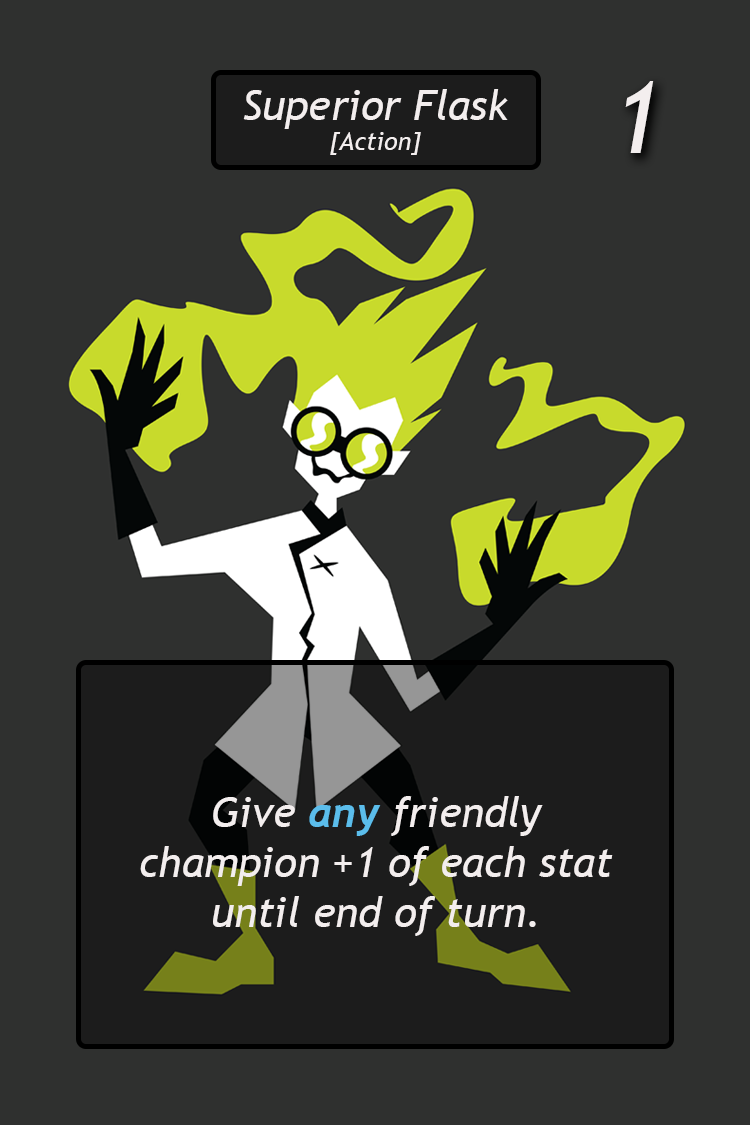 Superior Flask
[Action]
1
Give any friendly
champion +1 of each stat
until end of turn.